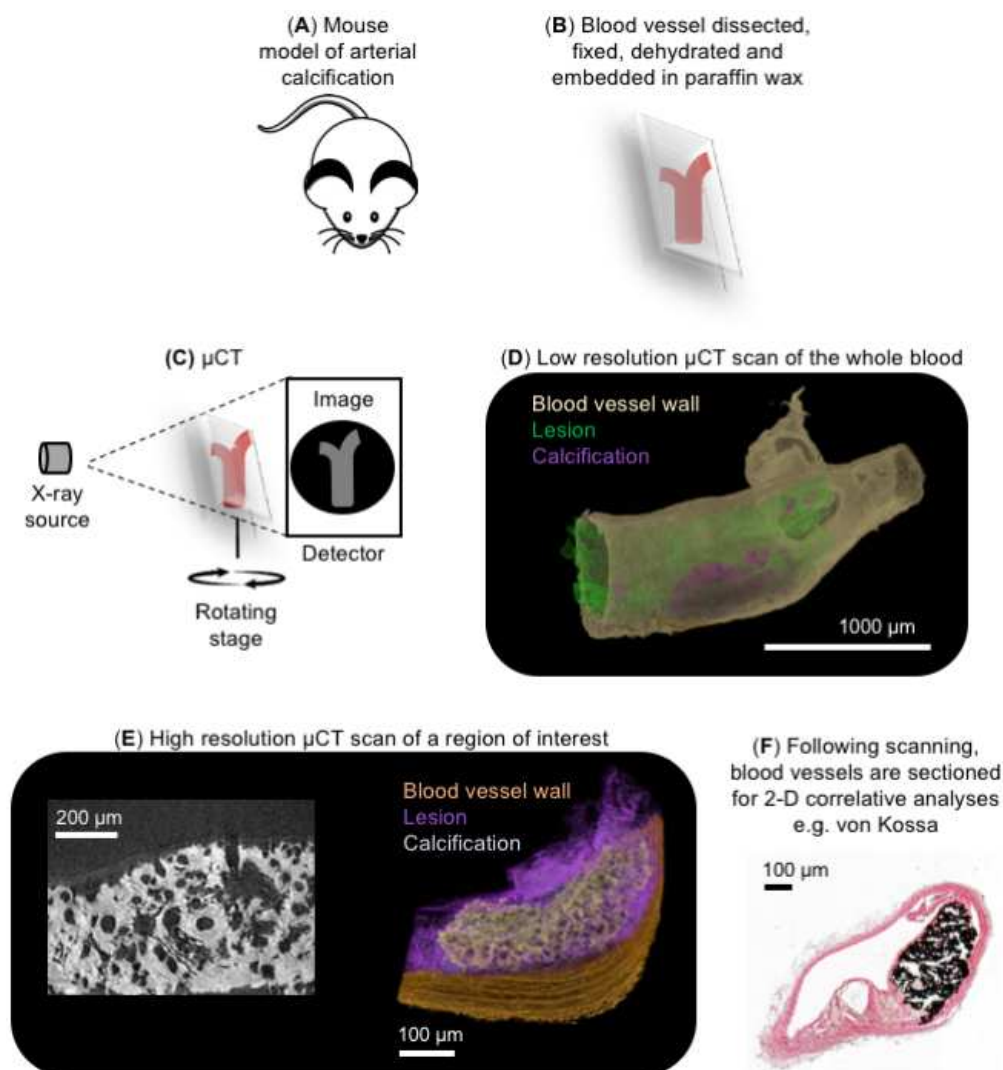 (A) Mouse
model of arterial
calcification
(B) Blood vessel dissected,
fixed, dehydrated and
embedded in paraffin wax
(C) µCT
X-ray
source
Image
Detector
Rotating
stage
(D) Low resolution µCT scan of the whole blood
Blood vessel wall
Lesion
Calcification
1000 µm
(E) High resolution µCT scan of a region of interest
200 µm
Blood vessel wall
Lesion
Calcification
100 µm
(F) Following scanning,
blood vessels are sectioned
for 2-D correlative analyses
e.g. von Kossa
100 µm